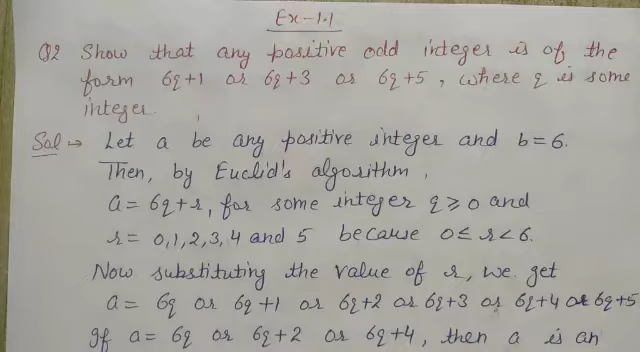 Ex-1.1
Q2 Show that any positive odd integer is of the
form 6q+1 or 6q+3 or 6q+5, where q is some
integer.
Sol → Let a be any positive integer and b=6.
Then, by Euclid's algorithm,
a= 6q+r, for some integer q ≥ 0 and
r= 0,1,2,3,4 and 5 because 0≤ r<6.
Now substituting the value of r, we get
a= 6q or 6q+1 or 6q+2 or 6q+3 or 6q+4 or 6q+5
If a= 6q or 6q+2 or 6q+4, then a is an